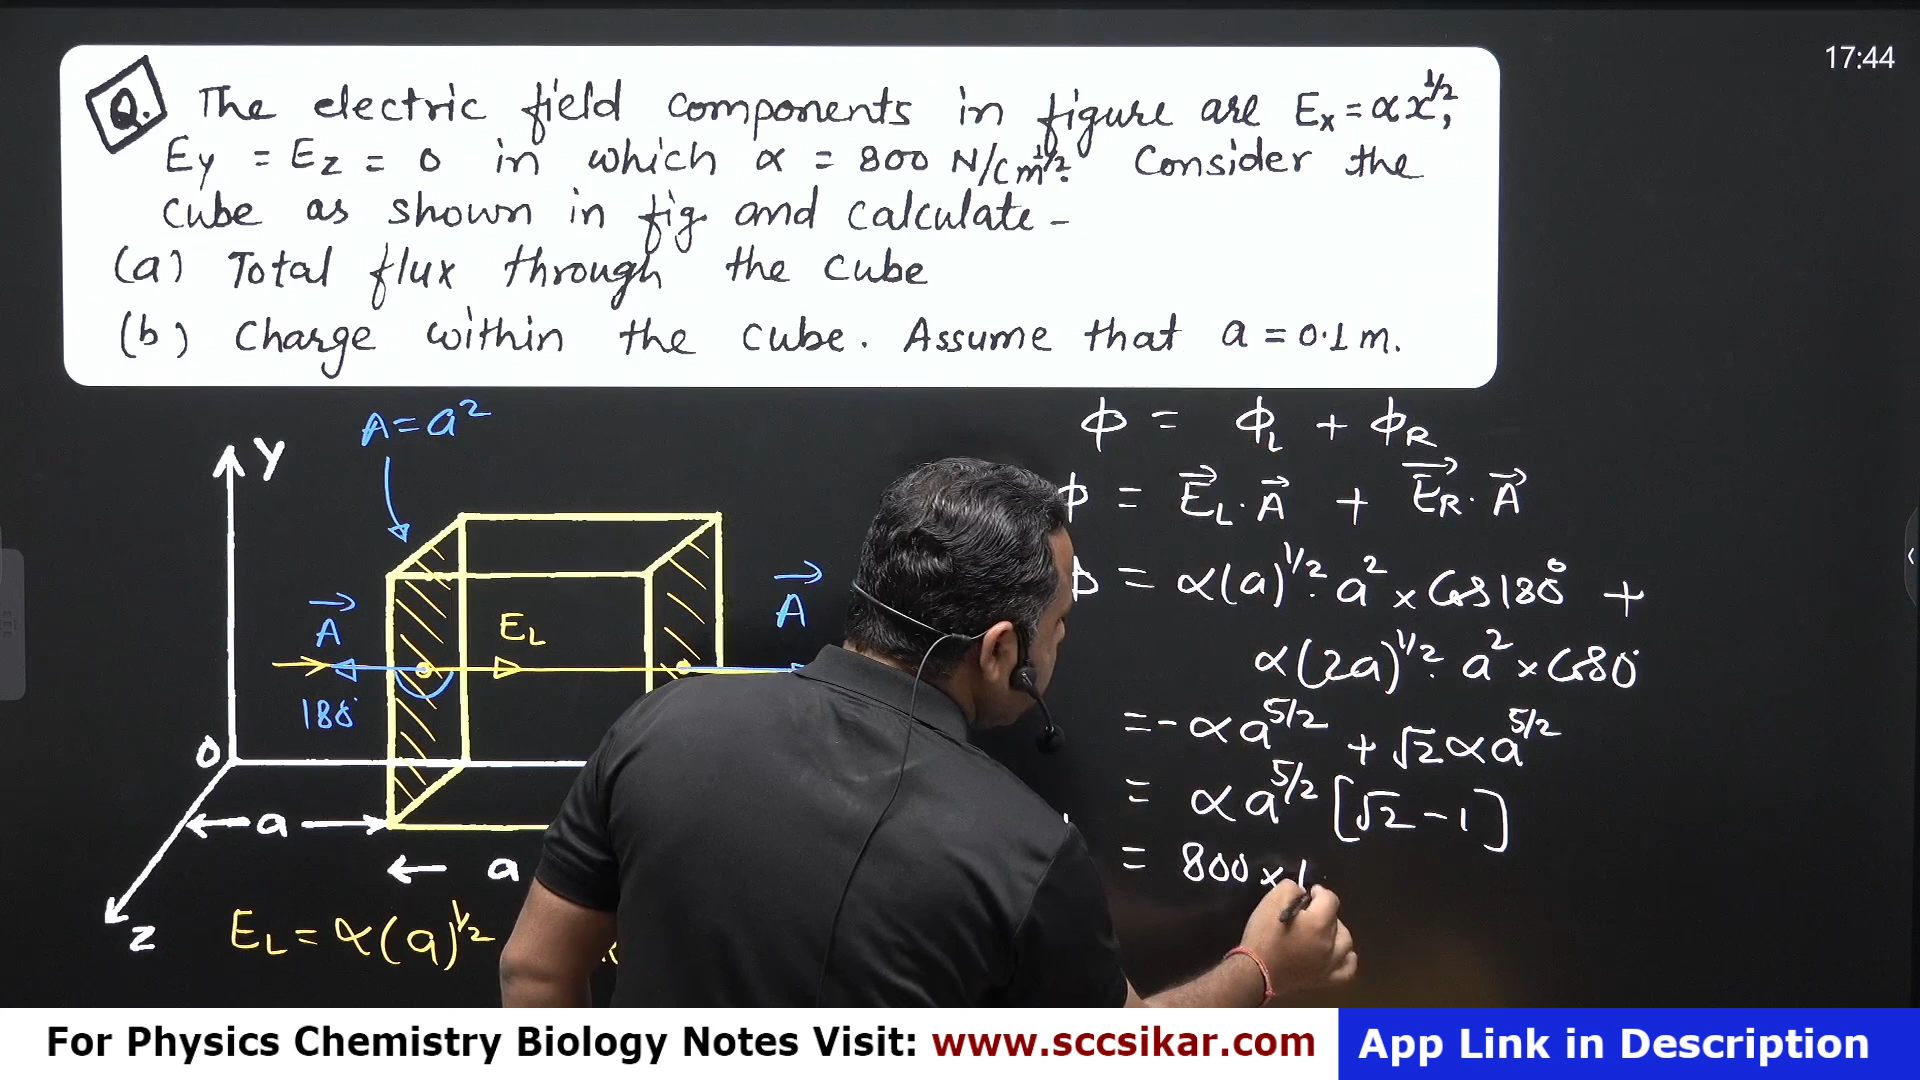 17:44
Q. The electric field components in figure are Ex = αx^1/2,
Ey = Ez = 0 in which α = 800 N/Cm^1/2. Consider the
cube as shown in fig. and calculate -
(a) Total flux through the cube
(b) Charge within the cube. Assume that a = 0.1 m.
A = a²
Y
A
EL
A
180°
O
a
a
Z
EL = α(a)^1/2
ϕ = ϕL + ϕR
ϕ = EL · A + ER · A
= α(a)^1/2 · a² × Cos180° +
α(2a)^1/2 · a² × Cos0°
= - αa^5/2 + √2 αa^5/2
= αa^5/2 [√2 - 1]
= 800 ×
For Physics Chemistry Biology Notes Visit: www.sccsikar.com
App Link in Description